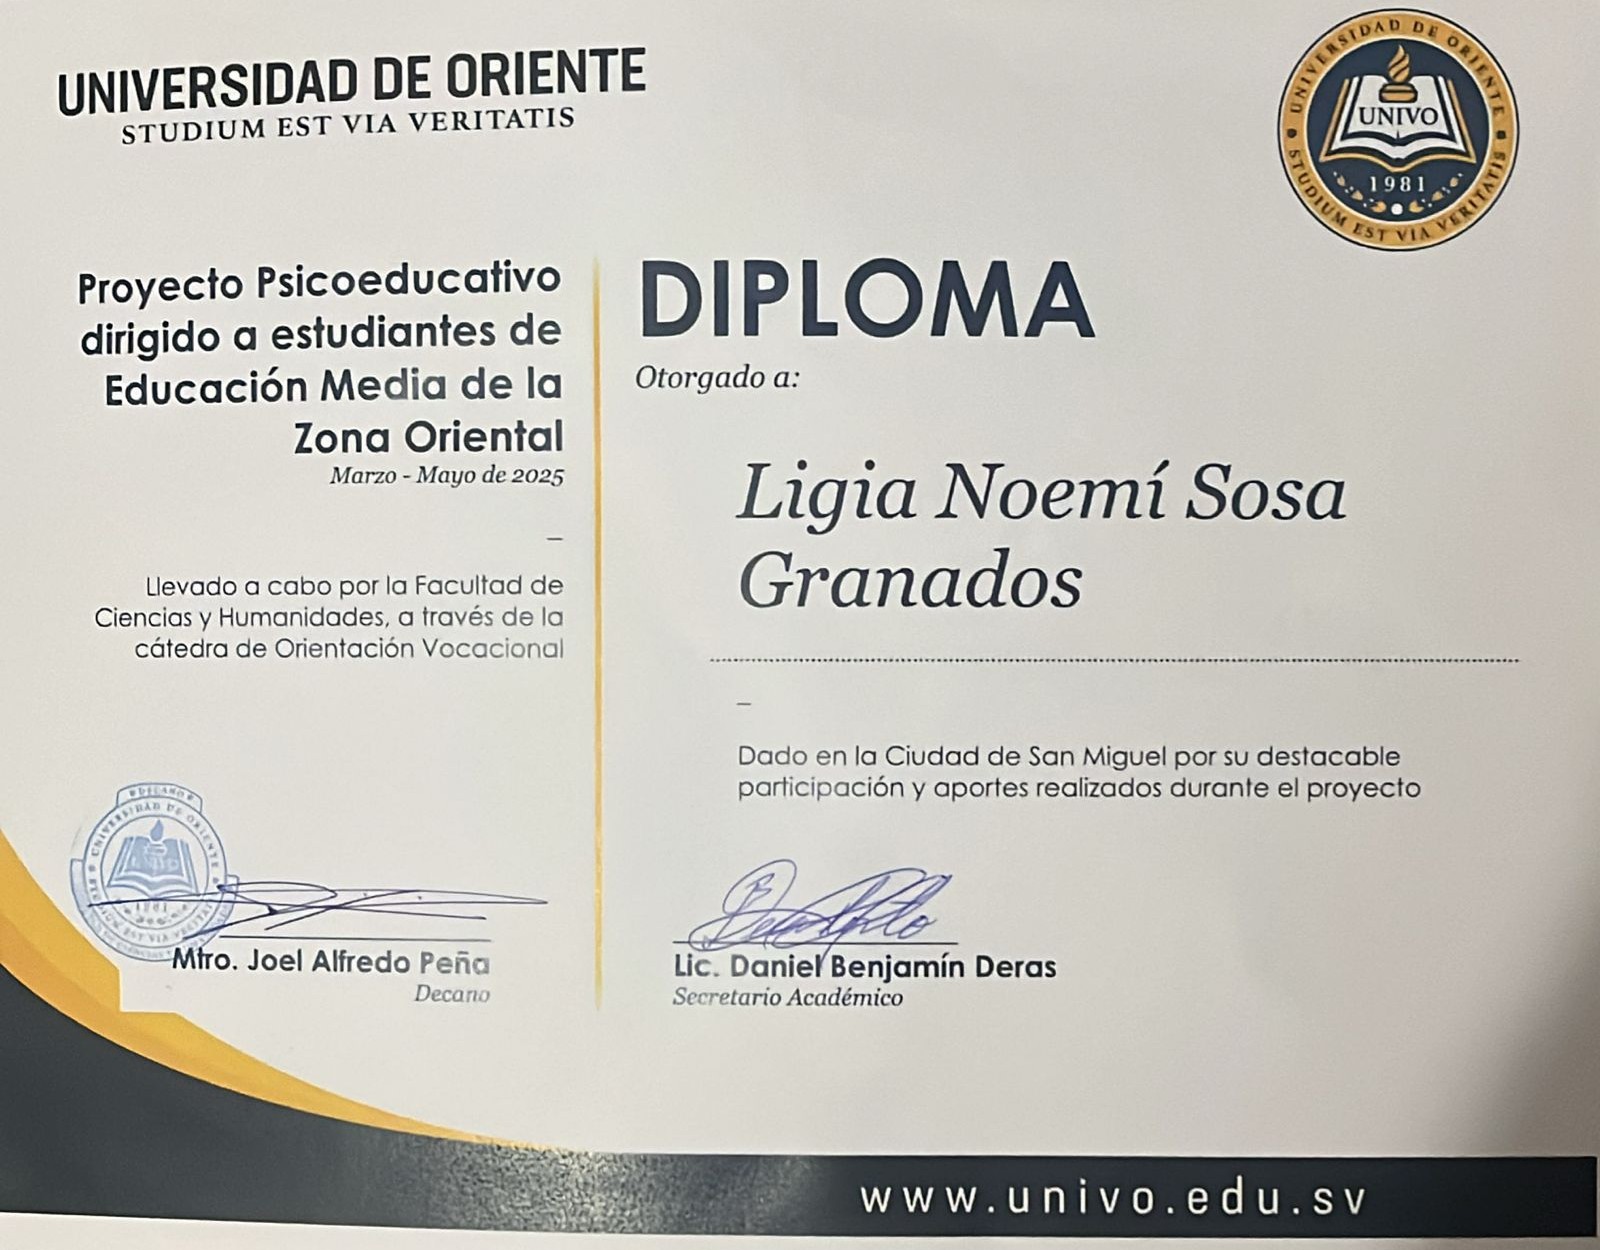 UNIVERSIDAD DE ORIENTE
STUDIUM EST VIA VERITATIS
UNIVERSIDAD DE ORIENTE
UNIVO
1981
STUDIUM EST VIA VERITATIS
Proyecto Psicoeducativo
dirigido a estudiantes de
Educación Media de la
Zona Oriental
Marzo - Mayo de 2025
–
Llevado a cabo por la Facultad de
Ciencias y Humanidades, a través de la
cátedra de Orientación Vocacional
DIPLOMA
Otorgado a:
Ligia Noemí Sosa
Granados
–
Dado en la Ciudad de San Miguel por su destacable
participación y aportes realizados durante el proyecto
DECANO
UNIVERSIDAD DE ORIENTE
UNIVO
1981
Mtro. Joel Alfredo Peña
Decano
Lic. Daniel Benjamín Deras
Secretario Académico
www.univo.edu.sv